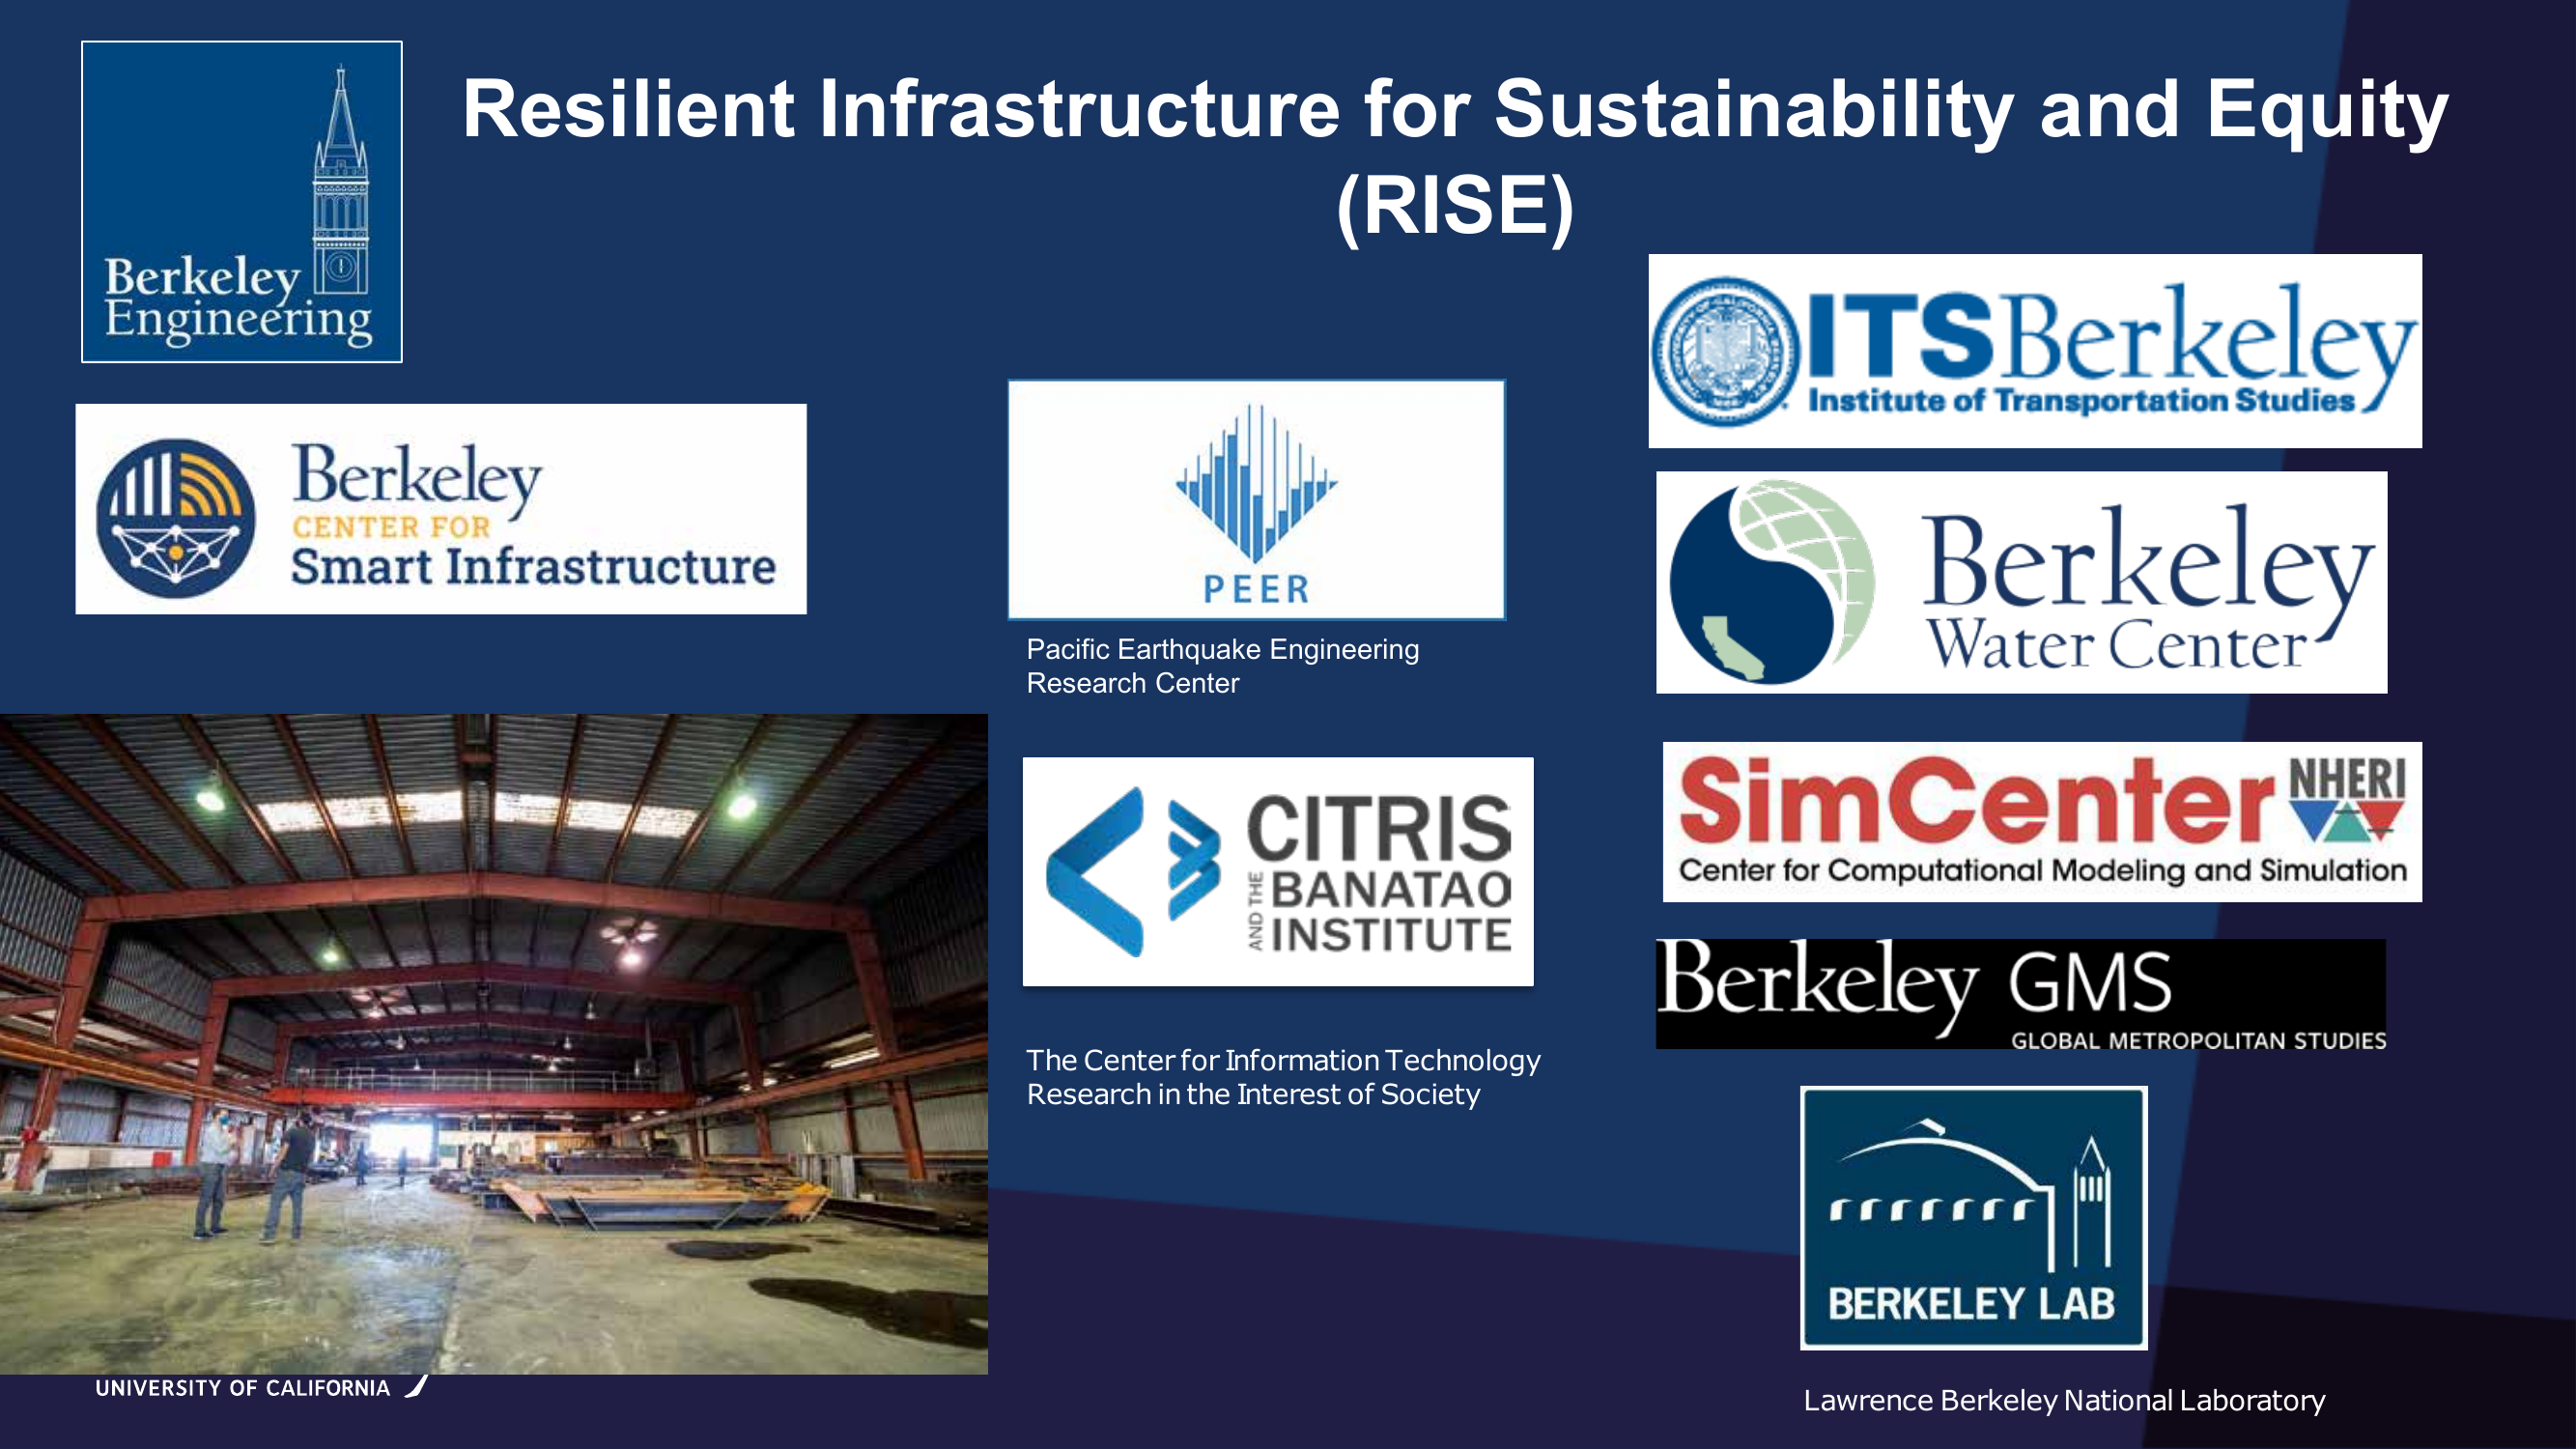 Resilient Infrastructure for Sustainability and Equity
(RISE)
Berkeley
Engineering
Berkeley
CENTER FOR
Smart Infrastructure
PEER
Pacific Earthquake Engineering
Research Center
CITRIS
AND THE
BANATAO
INSTITUTE
The Center for Information Technology
Research in the Interest of Society
ITS Berkeley
Institute of Transportation Studies
Berkeley
Water Center
SimCenter NHERI
Center for Computational Modeling and Simulation
Berkeley GMS
GLOBAL METROPOLITAN STUDIES
BERKELEY LAB
Lawrence Berkeley National Laboratory
UNIVERSITY OF CALIFORNIA